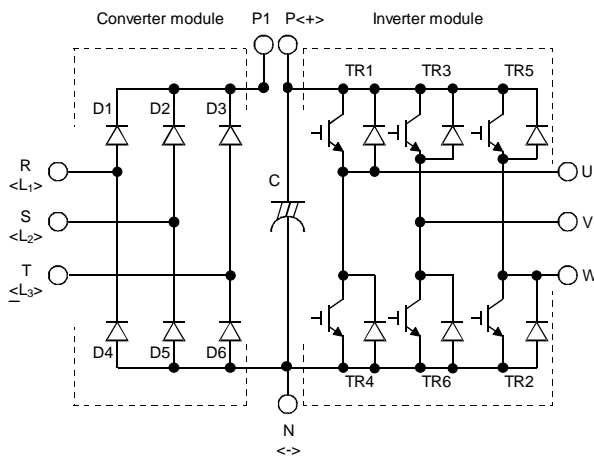 Converter module P1 P<+> Inverter module
TR1 TR3 TR5
D1 D2 D3
R
<L1>
C
U
S
<L2>
V
T
<L3>
W
D4 D5 D6
TR4 TR6 TR2
N
<->